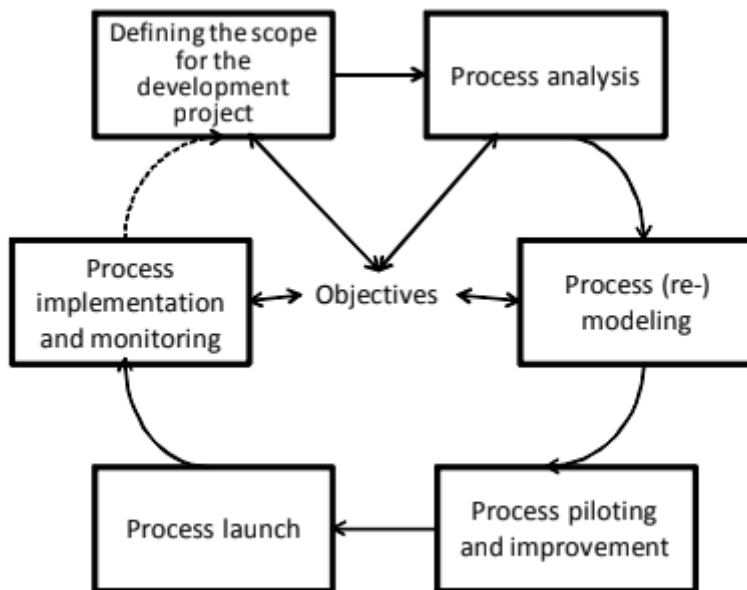 Defining the scope
for the
development
project
Process analysis
Process
implementation
and monitoring
Objectives
Process (re-)
modeling
Process launch
Process piloting
and improvement